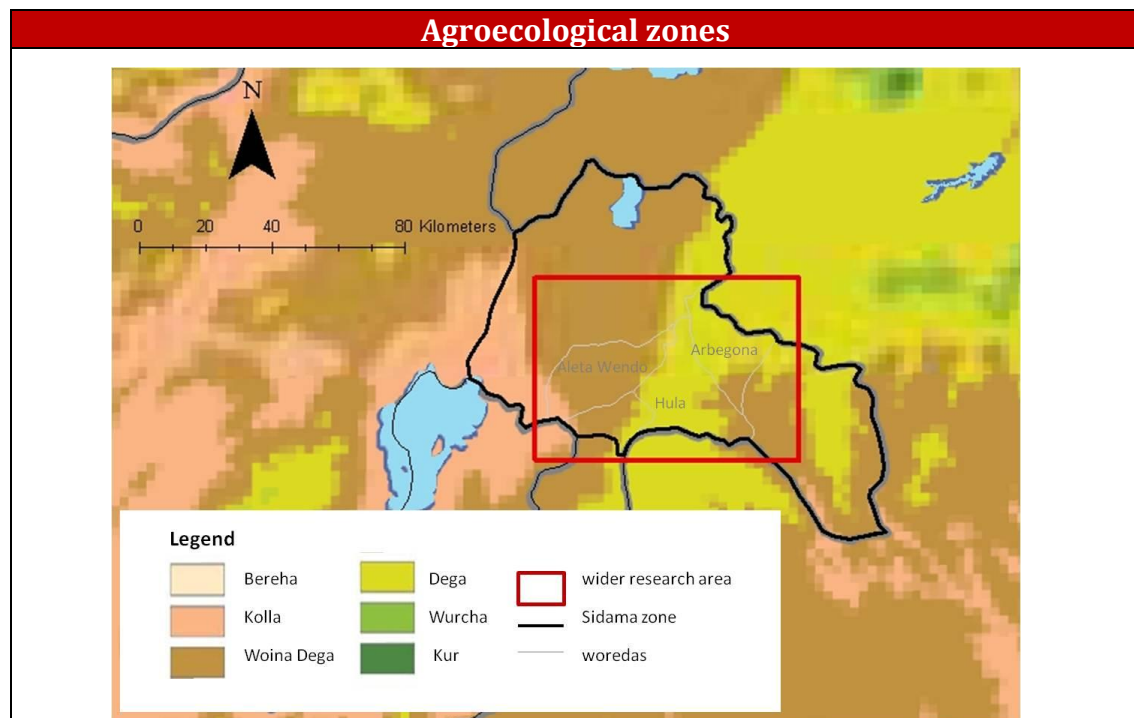 Agroecological zones
N
0 20 40 80 Kilometers
Arbegona
Aleta Wendo
Hula
Legend
Bereha
Kolla
Woina Dega
Dega
Wurcha
Kur
wider research area
Sidama zone
woredas